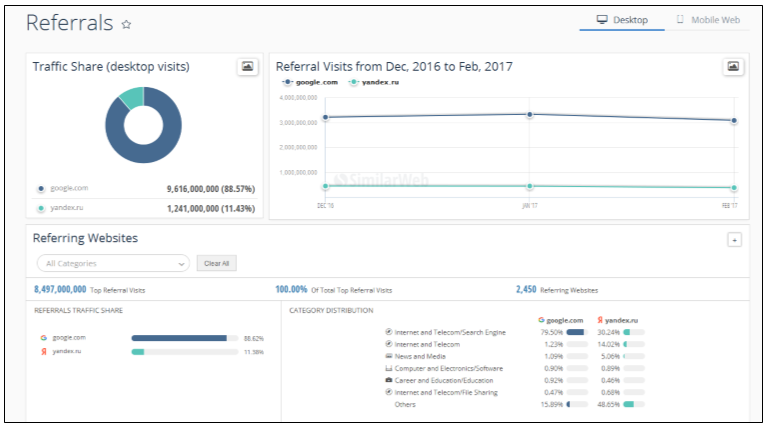 Referrals
Desktop
Mobile Web
Traffic Share (desktop visits)
google.com 9,616,000,000 (88.57%)
yandex.ru 1,241,000,000 (11.43%)
Referral Visits from Dec, 2016 to Feb, 2017
google.com yandex.ru
4,000,000,000
3,000,000,000
2,000,000,000
1,000,000,000
SimilarWeb
DEC '16 JAN '17 FEB '17
Referring Websites
+
All Categories
Clear All
8,497,000,000 Top Referral Visits
100.00% Of Total Top Referral Visits
2,450 Referring Websites
REFERRALS TRAFFIC SHARE
G google.com 88.62%
Я yandex.ru 11.38%
CATEGORY DISTRIBUTION
G google.com Я yandex.ru
Internet and Telecom/Search Engine 79.50% 30.24%
Internet and Telecom 1.23% 14.02%
News and Media 1.09% 5.06%
Computer and Electronics/Software 0.90% 0.89%
Career and Education/Education 0.92% 0.46%
Internet and Telecom/File Sharing 0.47% 0.68%
Others 15.89% 48.65%